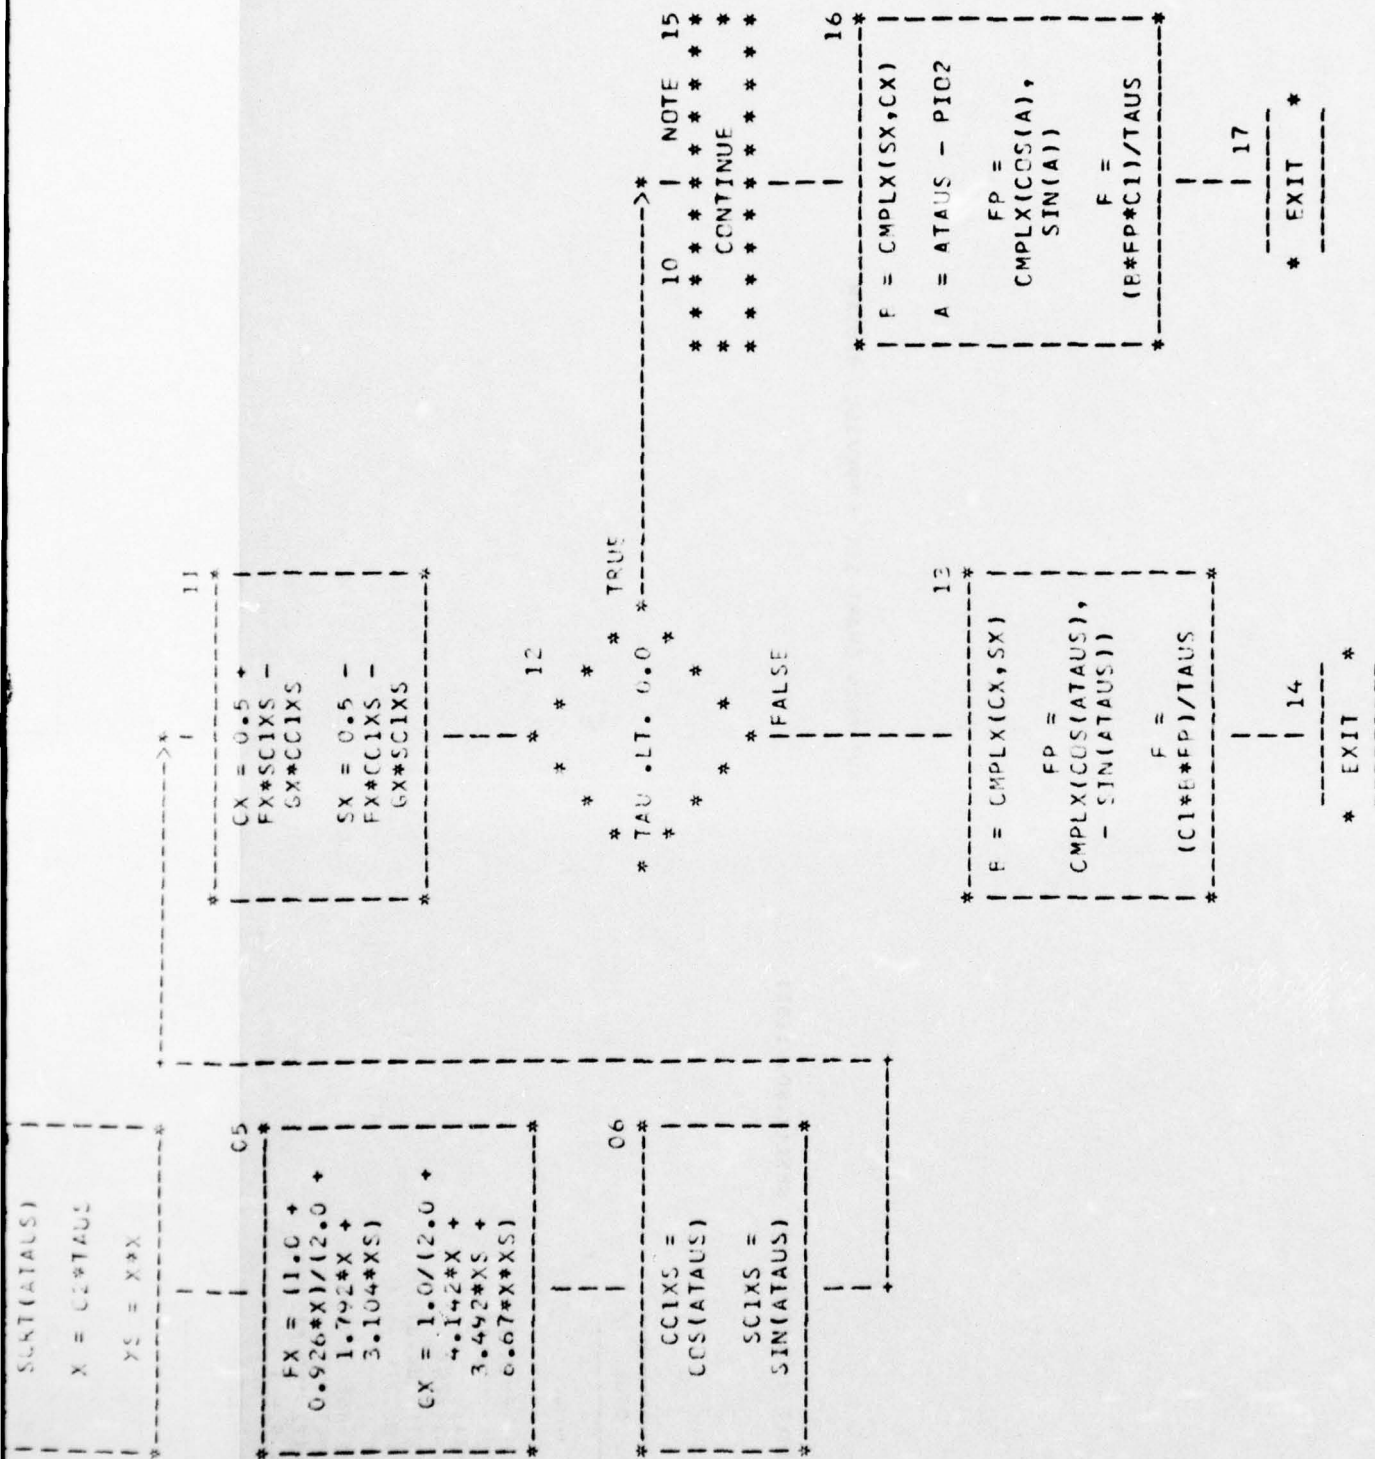 X = C2*TAUS
XS = X*X
05
FX = (1.0 +
0.926*X)/(2.0 +
1.792*X +
3.104*XS)
GX = 1.0/(2.0 +
4.142*X +
3.492*XS +
6.67*X*XS)
06
CC1XS =
COS(ATAUS)
SC1XS =
SIN(ATAUS)
11
CX = 0.5 +
FX*SC1XS -
GX*CC1XS
SX = 0.5 -
FX*CC1XS -
GX*SC1XS
12
TAU .LT. 0.0
TRUE
FALSE
13
B = CMPLX(CX,SX)
FP =
CMPLX(COS(ATAUS),
- SIN(ATAUS))
F =
(C1*B*FP)/TAUS
14
* EXIT *
10 NOTE 15
* CONTINUE *
16
B = CMPLX(SX,CX)
A = ATAUS - PIO2
FP =
CMPLX(COS(A),
SIN(A))
F =
(B*FP*C1)/TAUS
17
* EXIT *